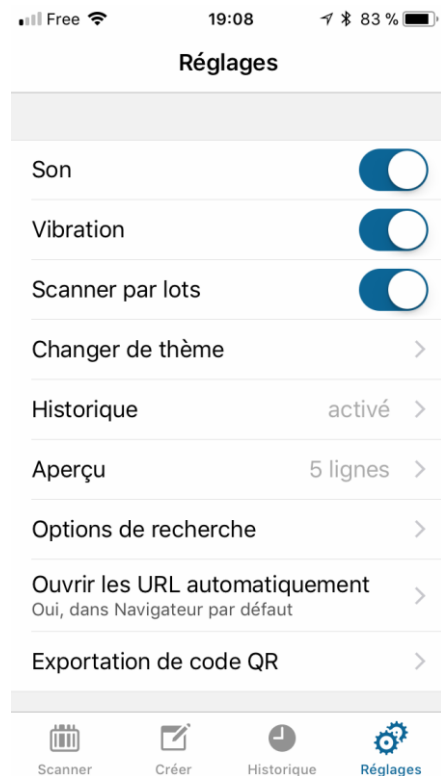 Free 19:08 83 %
Réglages
Son
Vibration
Scanner par lots
Changer de thème
Historique activé
Aperçu 5 lignes
Options de recherche
Ouvrir les URL automatiquement
Oui, dans Navigateur par défaut
Exportation de code QR
Scanner Créer Historique Réglages